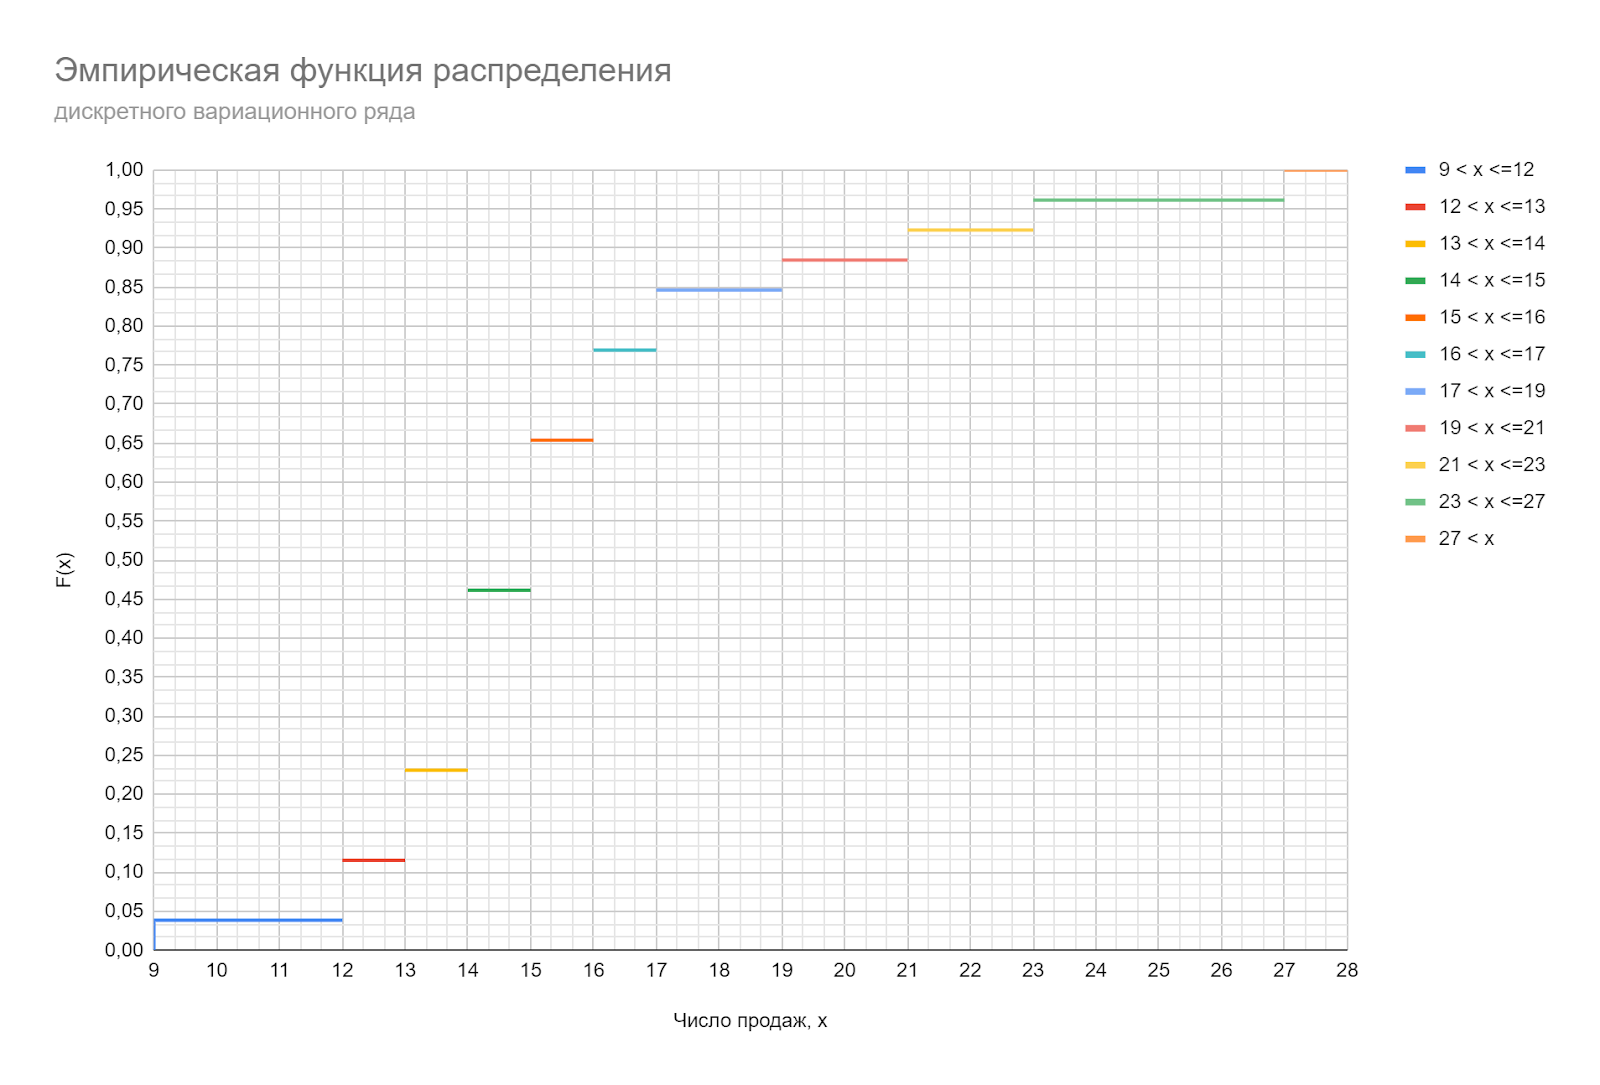 Эмпирическая функция распределения
дискретного вариационного ряда
1,00
0,95
0,90
0,85
0,80
0,75
0,70
0,65
0,60
0,55
0,50
0,45
0,40
0,35
0,30
0,25
0,20
0,15
0,10
0,05
0,00
F(x)
9 10 11 12 13 14 15 16 17 18 19 20 21 22 23 24 25 26 27 28
Число продаж, x
9 < x <=12
12 < x <=13
13 < x <=14
14 < x <=15
15 < x <=16
16 < x <=17
17 < x <=19
19 < x <=21
21 < x <=23
23 < x <=27
27 < x